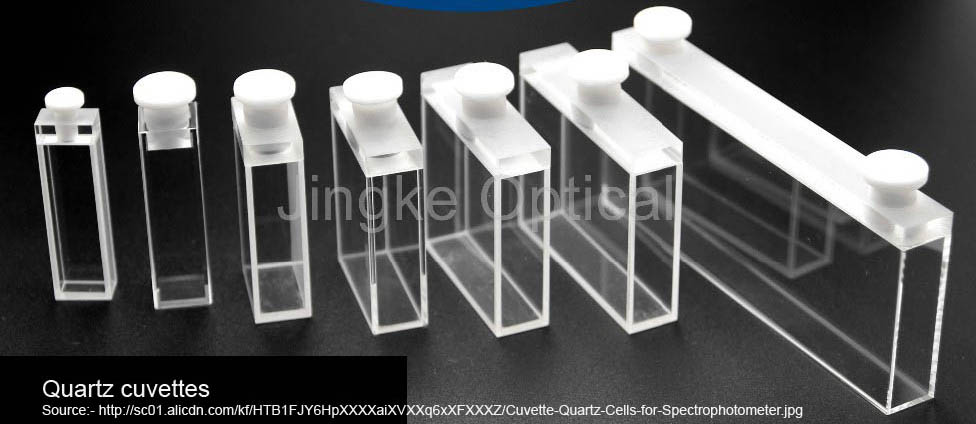 Jingke Optical
Quartz cuvettes
Source:- http://sc01.alicdn.com/kf/HTB1FJY6HpXXXXaiXVXXq6xXFXXXZ/Cuvette-Quartz-Cells-for-Spectrophotometer.jpg